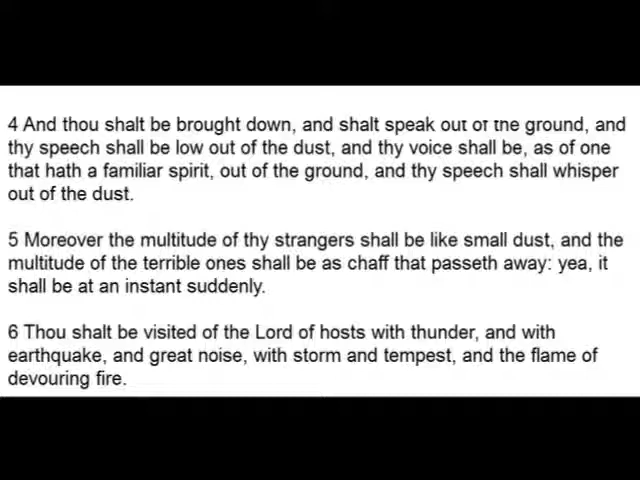 4 And thou shalt be brought down, and shalt speak out of the ground, and
thy speech shall be low out of the dust, and thy voice shall be, as of one
that hath a familiar spirit, out of the ground, and thy speech shall whisper
out of the dust.
5 Moreover the multitude of thy strangers shall be like small dust, and the
multitude of the terrible ones shall be as chaff that passeth away: yea, it
shall be at an instant suddenly.
6 Thou shalt be visited of the Lord of hosts with thunder, and with
earthquake, and great noise, with storm and tempest, and the flame of
devouring fire.